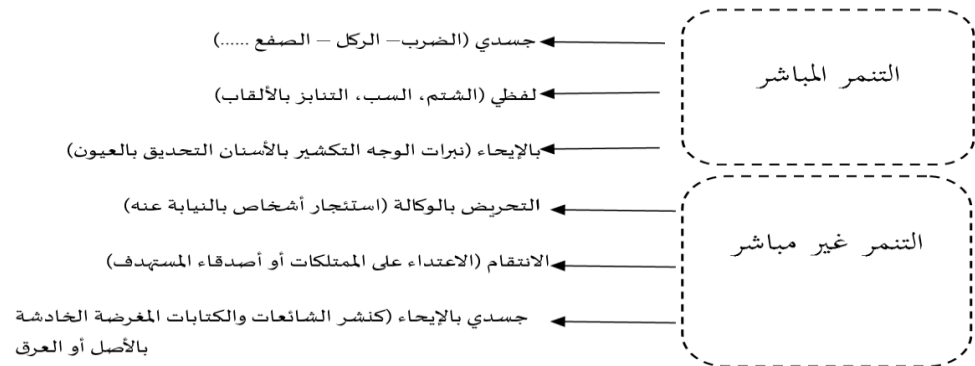 التنمر المباشر
جسدي (الضرب– الركل – الصفع ......)
لفظي (الشتم، السب، التنابز بالألقاب)
بالإيحاء (نبرات الوجه التكشير بالأسنان التحديق بالعيون)
التنمر غير مباشر
التحريض بالوكالة (استئجار أشخاص بالنيابة عنه)
الانتقام (الاعتداء على الممتلكات أو أصدقاء المستهدف)
جسدي بالإيحاء (كنشر الشائعات والكتابات المغرضة الخادشة
بالأصل أو العرق